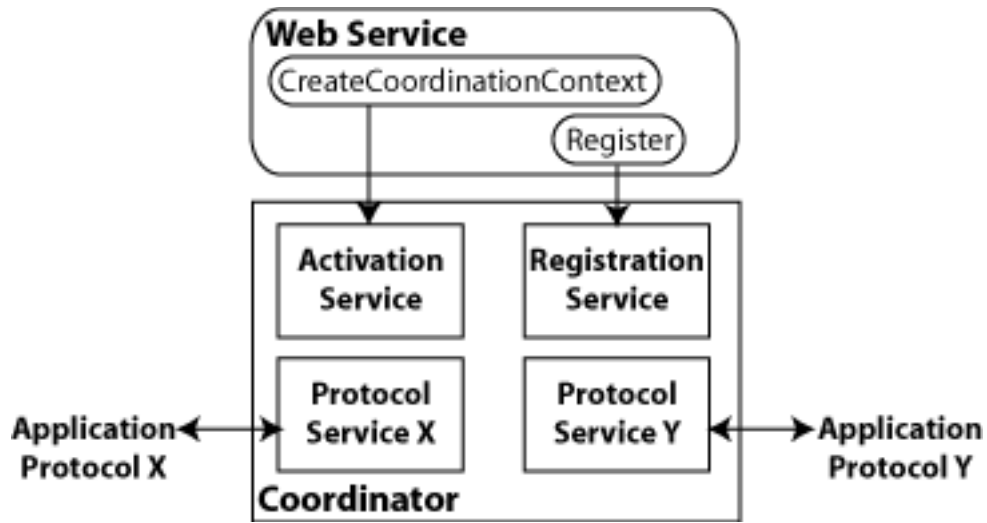 Web Service
CreateCoordinationContext
Register
Activation
Service
Registration
Service
Protocol
Service X
Protocol
Service Y
Application
Protocol X
Application
Protocol Y
Coordinator